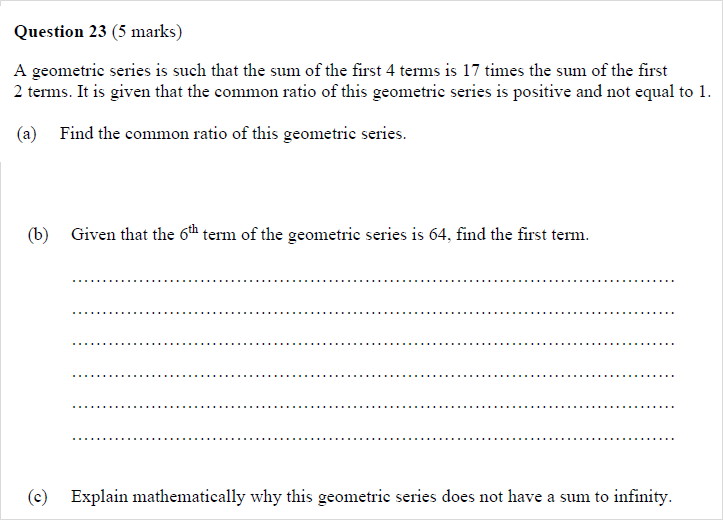 Question 23 (5 marks)
A geometric series is such that the sum of the first 4 terms is 17 times the sum of the first
2 terms. It is given that the common ratio of this geometric series is positive and not equal to 1.
(a) Find the common ratio of this geometric series.
(b) Given that the 6th term of the geometric series is 64, find the first term.
(c) Explain mathematically why this geometric series does not have a sum to infinity.